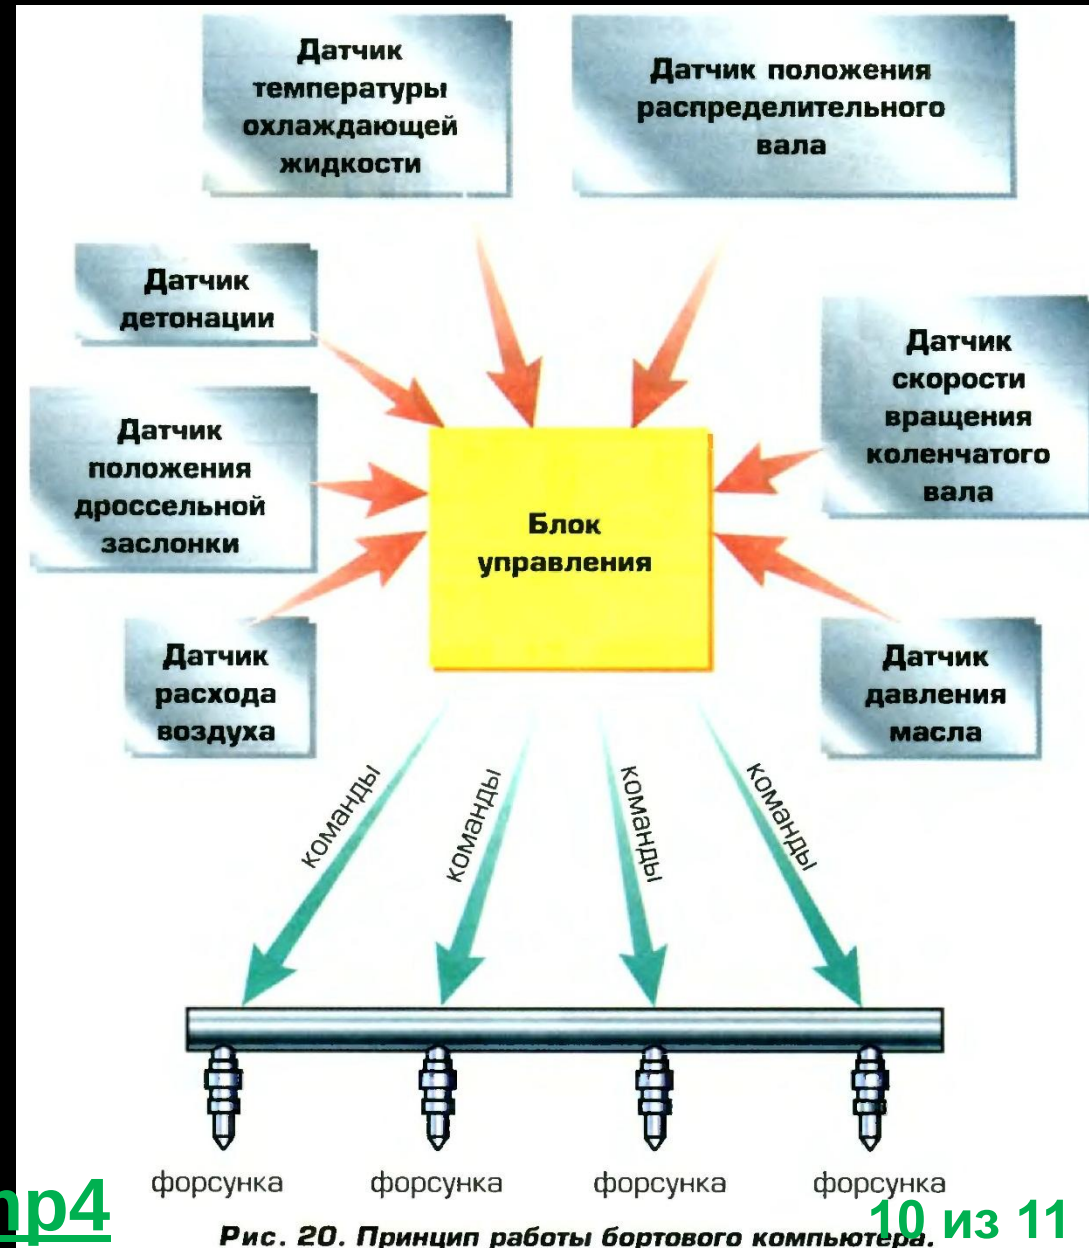 Датчик
температуры
охлаждающей
жидкости
Датчик положения
распределительного
вала
Датчик
детонации
Датчик
скорости
вращения
коленчатого
вала
Датчик
положения
дроссельной
заслонки
Блок
управления
Датчик
расхода
воздуха
Датчик
давления
масла
команды
команды
команды
команды
форсунка
форсунка
форсунка
форсунка
mp4
10 из 11
Рис. 20. Принцип работы бортового компьютера.